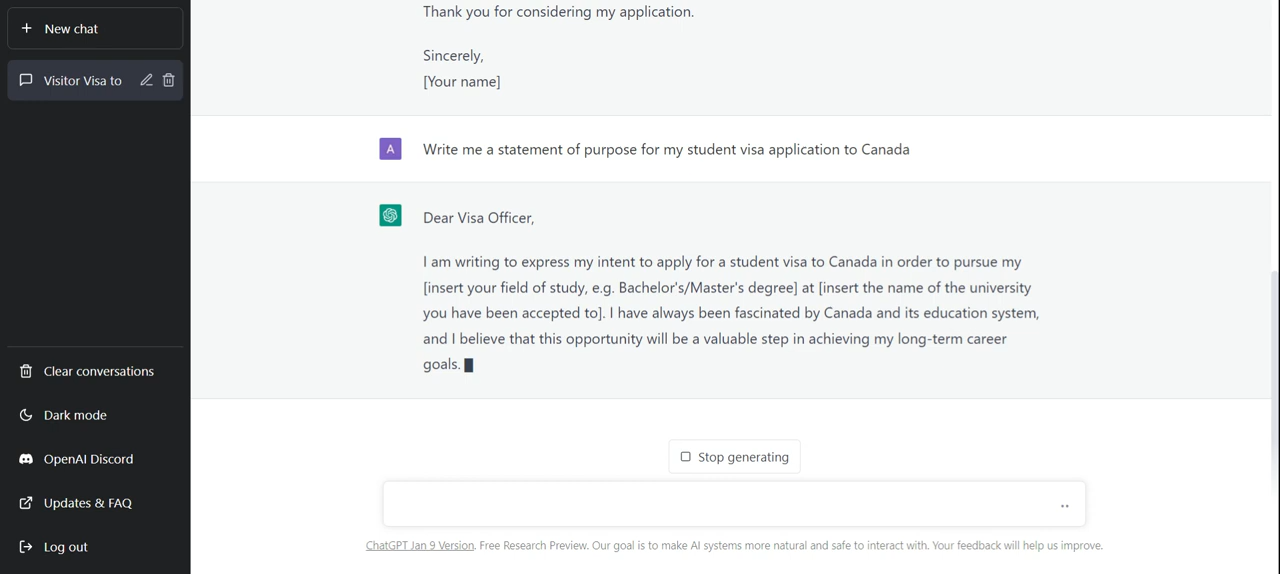 New chat
Visitor Visa to
Clear conversations
Dark mode
OpenAI Discord
Updates & FAQ
Log out
Thank you for considering my application.
Sincerely,
[Your name]
A
Write me a statement of purpose for my student visa application to Canada
Dear Visa Officer,
I am writing to express my intent to apply for a student visa to Canada in order to pursue my
[insert your field of study, e.g. Bachelor's/Master's degree] at [insert the name of the university
you have been accepted to]. I have always been fascinated by Canada and its education system,
and I believe that this opportunity will be a valuable step in achieving my long-term career
goals.
Stop generating
ChatGPT Jan 9 Version. Free Research Preview. Our goal is to make AI systems more natural and safe to interact with. Your feedback will help us improve.